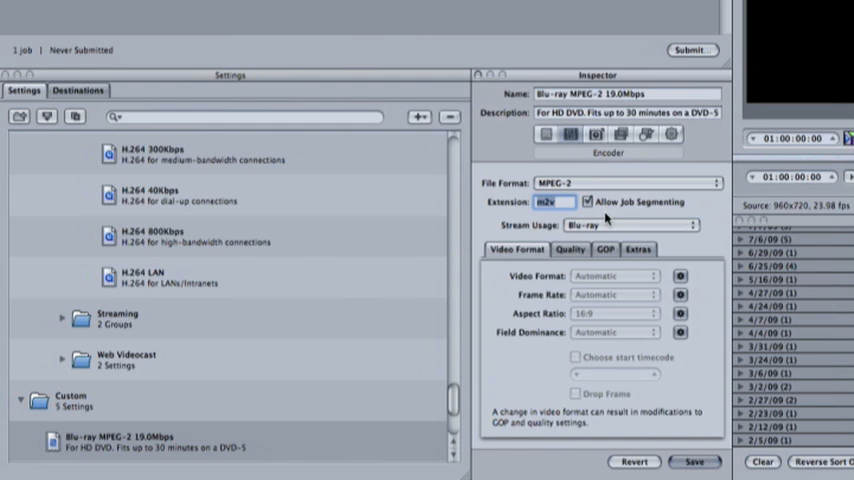 1 job | Never Submitted
Submit...
Settings
Settings
Destinations
H.264 300Kbps
H.264 for medium-bandwidth connections
H.264 40Kbps
H.264 for dial-up connections
H.264 800Kbps
H.264 for high-bandwidth connections
H.264 LAN
H.264 for LANs/Intranets
Streaming
2 Groups
Web Videocast
2 Settings
Custom
5 Settings
Blu-ray MPEG-2 19.0Mbps
For HD DVD. Fits up to 30 minutes on a DVD-5
Inspector
Name: Blu-ray MPEG-2 19.0Mbps
Description: For HD DVD. Fits up to 30 minutes on a DVD-5
Encoder
File Format: MPEG-2
Extension: m2v Allow Job Segmenting
Stream Usage: Blu-ray
Video Format Quality GOP Extras
Video Format: Automatic
Frame Rate: Automatic
Aspect Ratio: 16:9
Field Dominance: Automatic
Choose start timecode
Drop Frame
A change in video format can result in modifications to
GOP and quality settings.
Revert
Save
01:00:00:00
01:00:00:00
Source: 960x720, 23.98 fps
7/6/09 (5)
6/29/09 (1)
6/25/09 (4)
5/16/09 (1)
4/27/09 (1)
4/24/09 (1)
4/7/09 (1)
4/4/09 (1)
3/31/09 (1)
3/24/09 (1)
3/6/09 (1)
3/2/09 (2)
2/27/09 (2)
2/23/09 (1)
2/12/09 (1)
2/5/09 (1)
Clear
Reverse Sort O